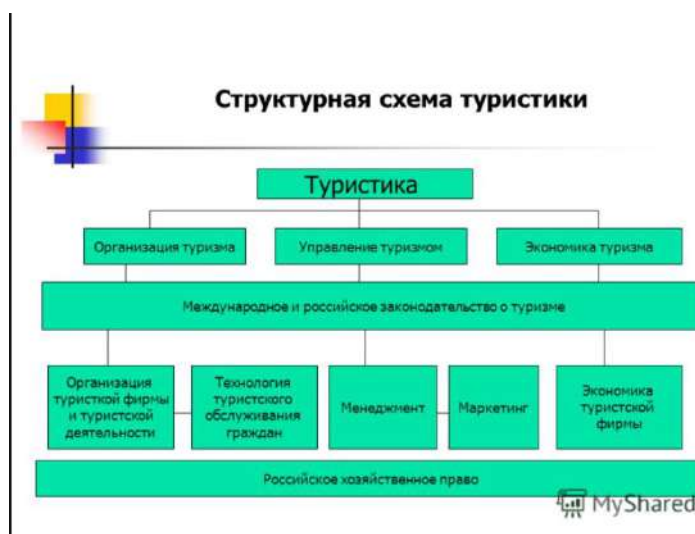 Структурная схема туристики
Туристика
Организация туризма
Управление туризмом
Экономика туризма
Международное и российское законодательство о туризме
Организация
туристкой фирмы
и туристской
деятельности
Технология
туристского
обслуживания
граждан
Менеджмент
Маркетинг
Экономика
туристской
фирмы
Российское хозяйственное право
MyShared